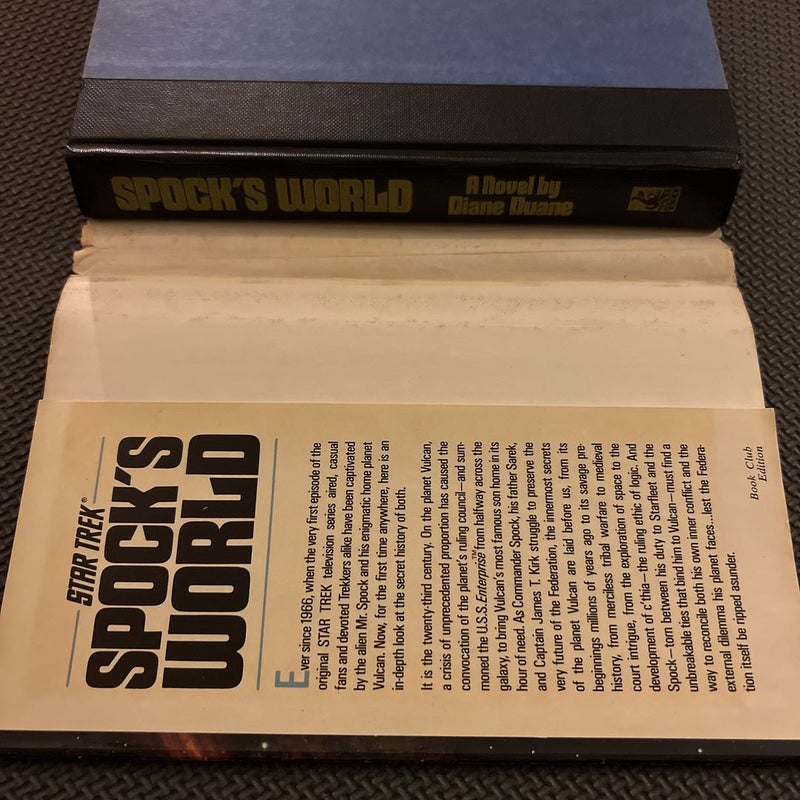 SPOCK'S WORLD
A Novel by
Diane Duane
STAR TREK®
SPOCK'S
WORLD
Ever since 1966, when the very first episode of the
original STAR TREK television series aired, casual
fans and devoted Trekkers alike have been captivated
by the alien Mr. Spock and his enigmatic home planet
Vulcan. Now, for the first time anywhere, here is an
in-depth look at the secret history of both.
It is the twenty-third century. On the planet Vulcan,
a crisis of unprecedented proportion has caused the
convocation of the planet's ruling council—and sum-
moned the U.S.S. Enterprise™ from halfway across the
galaxy, to bring Vulcan's most famous son home in its
hour of need. As Commander Spock, his father Sarek,
and Captain James T. Kirk struggle to preserve the
very future of the Federation, the innermost secrets
of the planet Vulcan are laid before us, from its
beginnings millions of years ago to its savage pre-
history, from merciless tribal warfare to medieval
court intrigue, from the exploration of space to the
development of c'thia—the ruling ethic of logic. And
Spock—torn between his duty to Starfleet and the
unbreakable ties that bind him to Vulcan—must find a
way to reconcile both his own inner conflict and the
external dilemma his planet faces...lest the Federa-
tion itself be ripped asunder.
Book Club
Edition